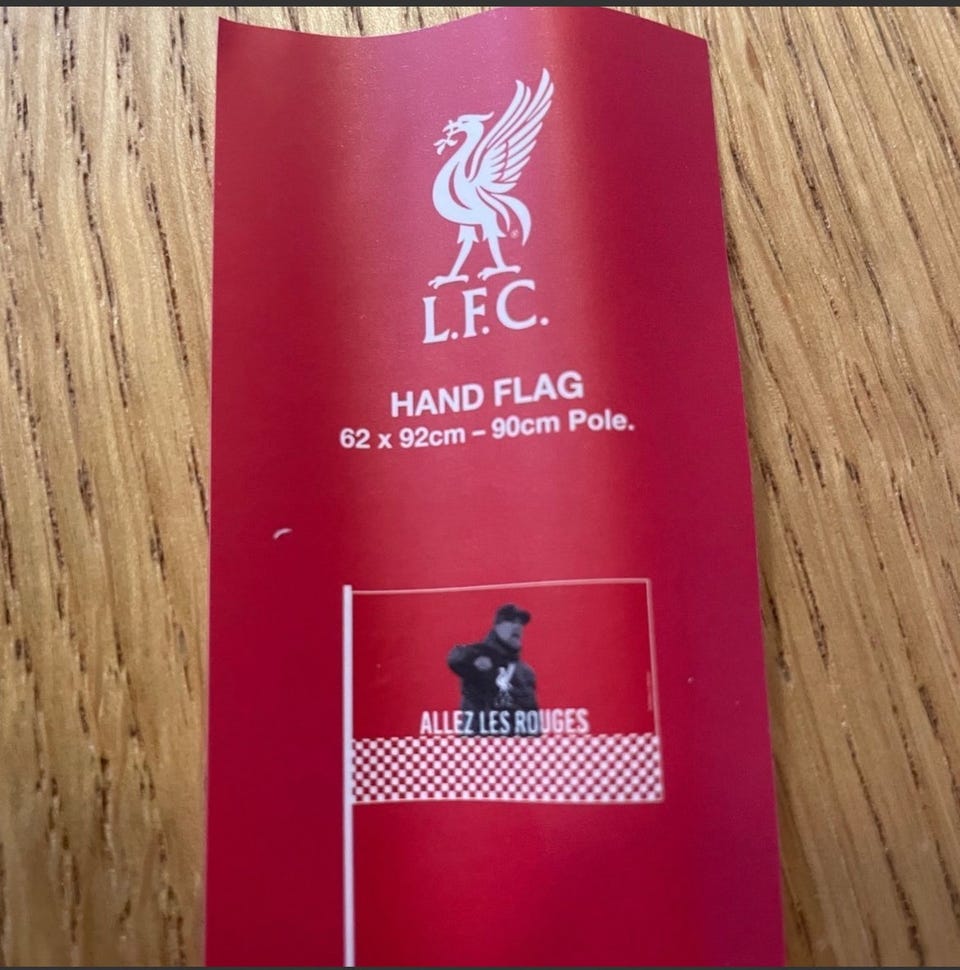 L.F.C.
HAND FLAG
62 x 92cm – 90cm Pole.
ALLEZ LES ROUGES